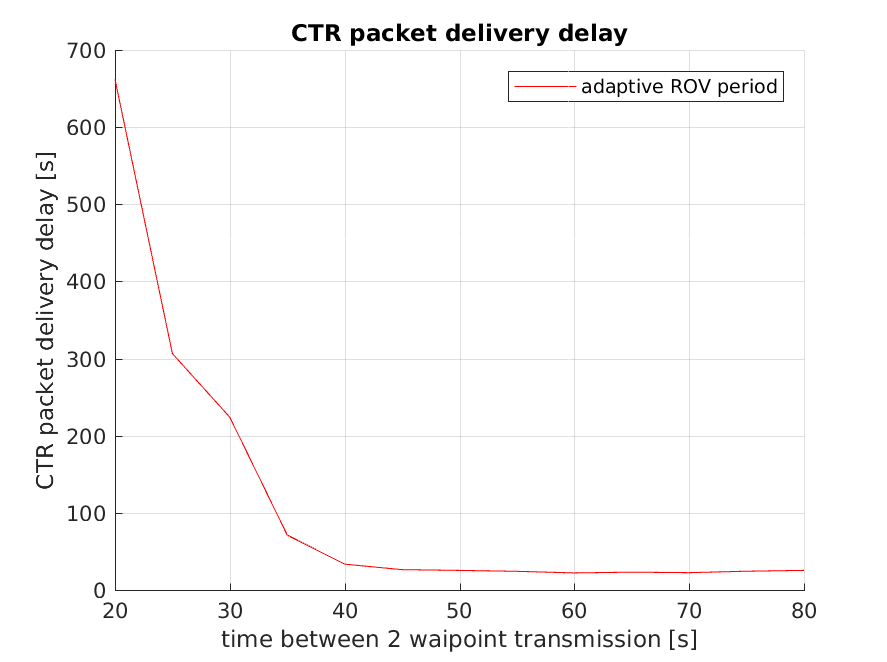 CTR packet delivery delay
adaptive ROV period
CTR packet delivery delay [s]
700
600
500
400
300
200
100
0
20 30 40 50 60 70 80
time between 2 waipoint transmission [s]